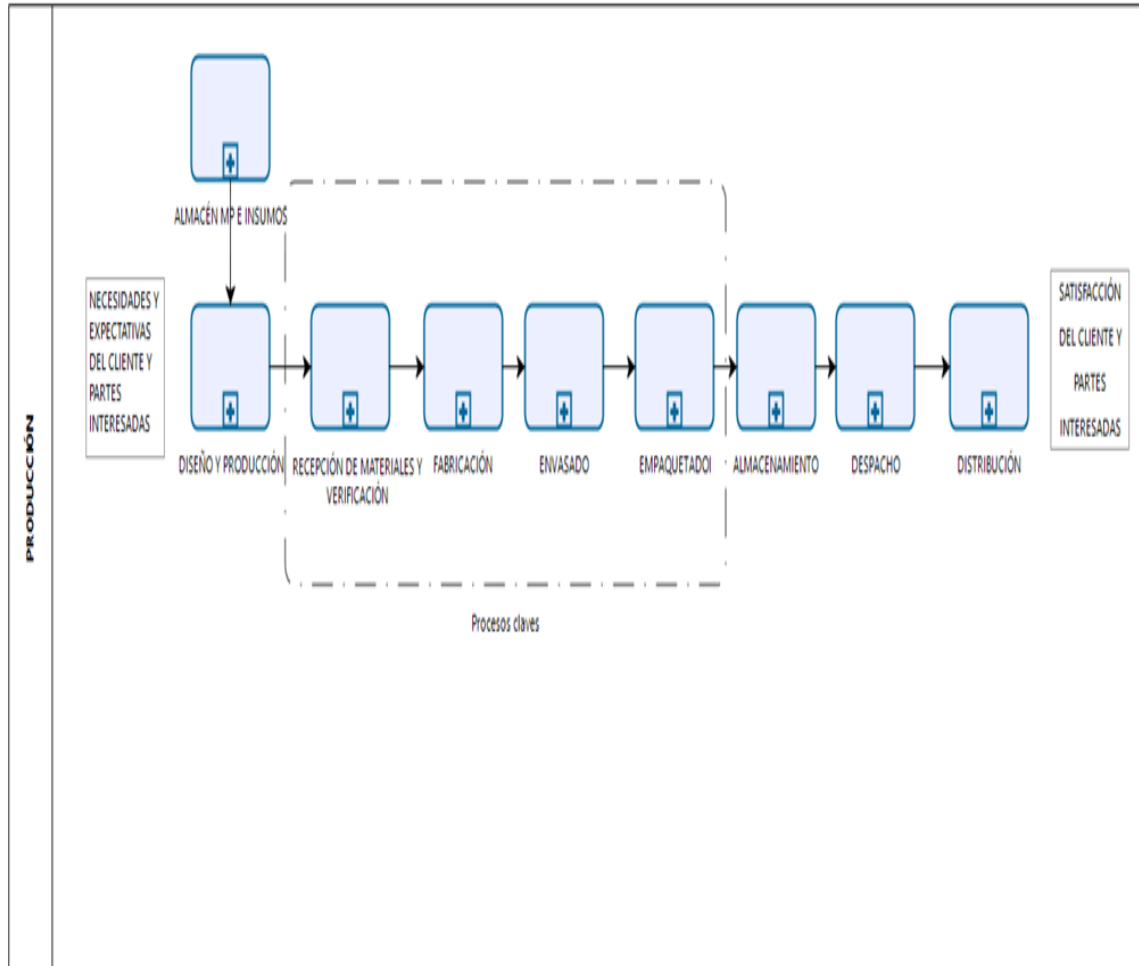 PRODUCCIÓN
ALMACÉN MP E INSUMOS
NECESIDADES Y
EXPECTATIVAS
DEL CLIENTE Y
PARTES
INTERESADAS
DISEÑO Y PRODUCCIÓN
RECEPCIÓN DE MATERIALES Y
VERIFICACIÓN
FABRICACIÓN
ENVASADO
EMPAQUETADOI
ALMACENAMIENTO
DESPACHO
DISTRIBUCIÓN
SATISFACCIÓN
DEL CLIENTE Y
PARTES
INTERESADAS
Procesos claves